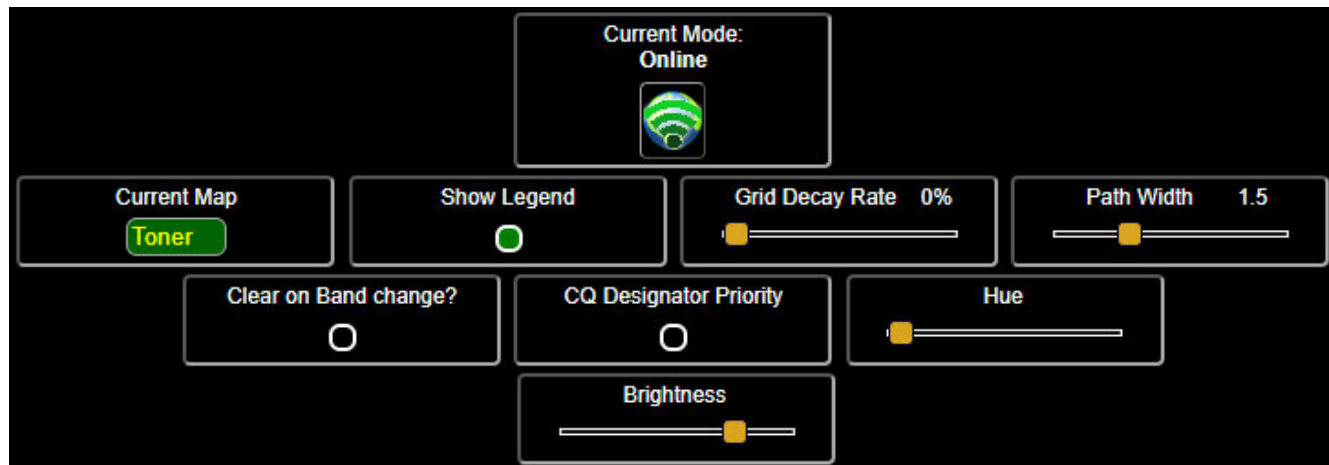 Current Mode:
Online
Current Map
Toner
Show Legend
Grid Decay Rate 0%
Path Width 1.5
Clear on Band change?
CQ Designator Priority
Hue
Brightness